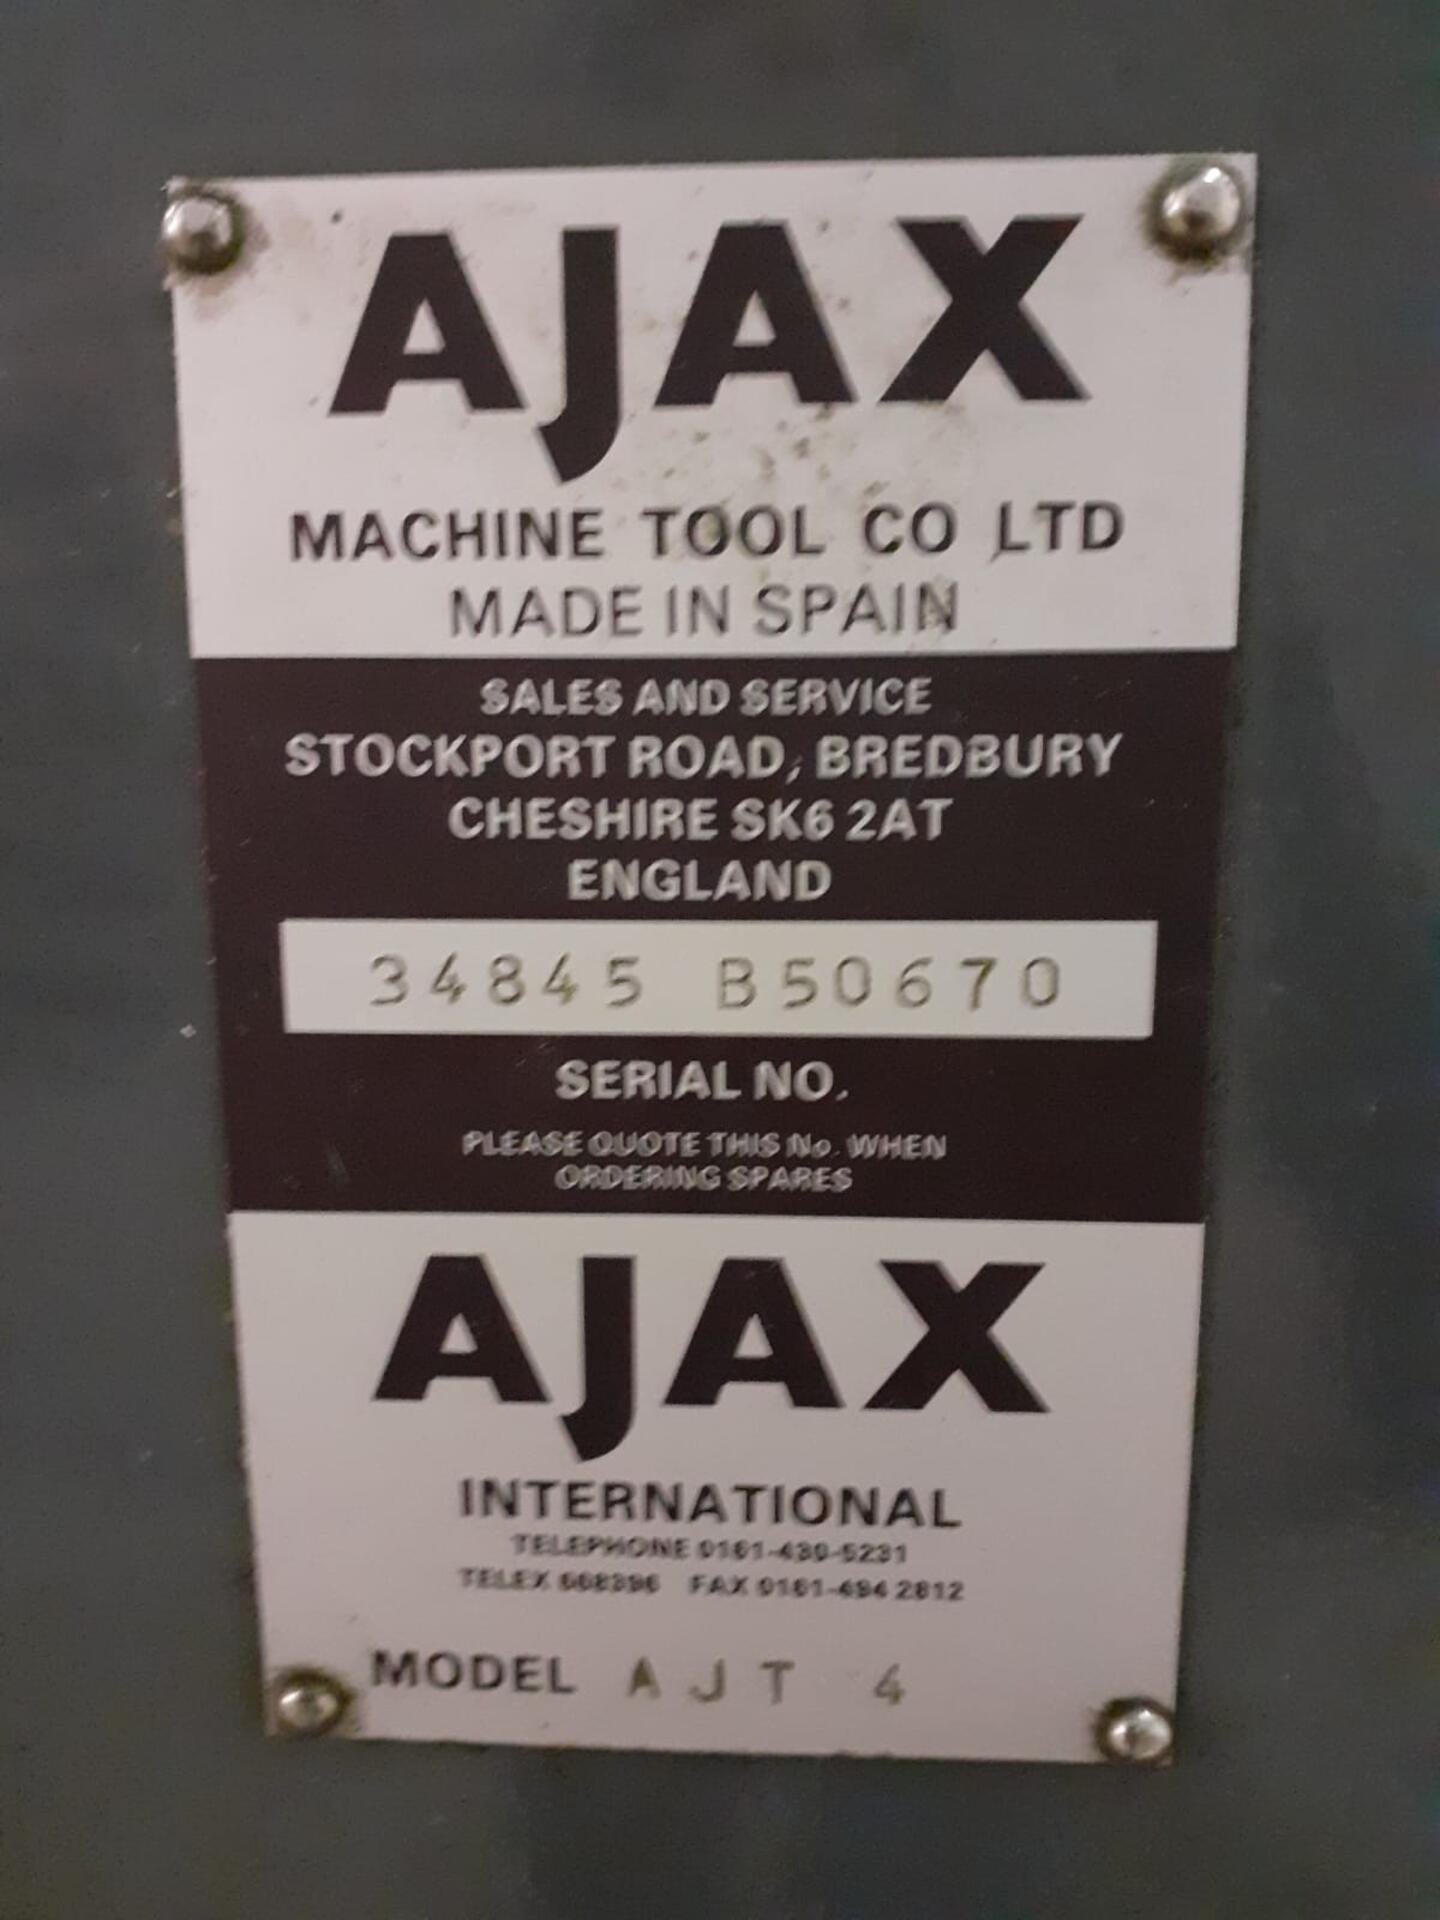 AJAX
MACHINE TOOL CO LTD
MADE IN SPAIN
SALES AND SERVICE
STOCKPORT ROAD, BREDBURY
CHESHIRE SK6 2AT
ENGLAND
34845 B50670
SERIAL NO.
PLEASE QUOTE THIS No. WHEN
ORDERING SPARES
AJAX
INTERNATIONAL
TELEPHONE 0161-430-5231
TELEX 668396 FAX 0161-494 2812
MODEL AJT 4